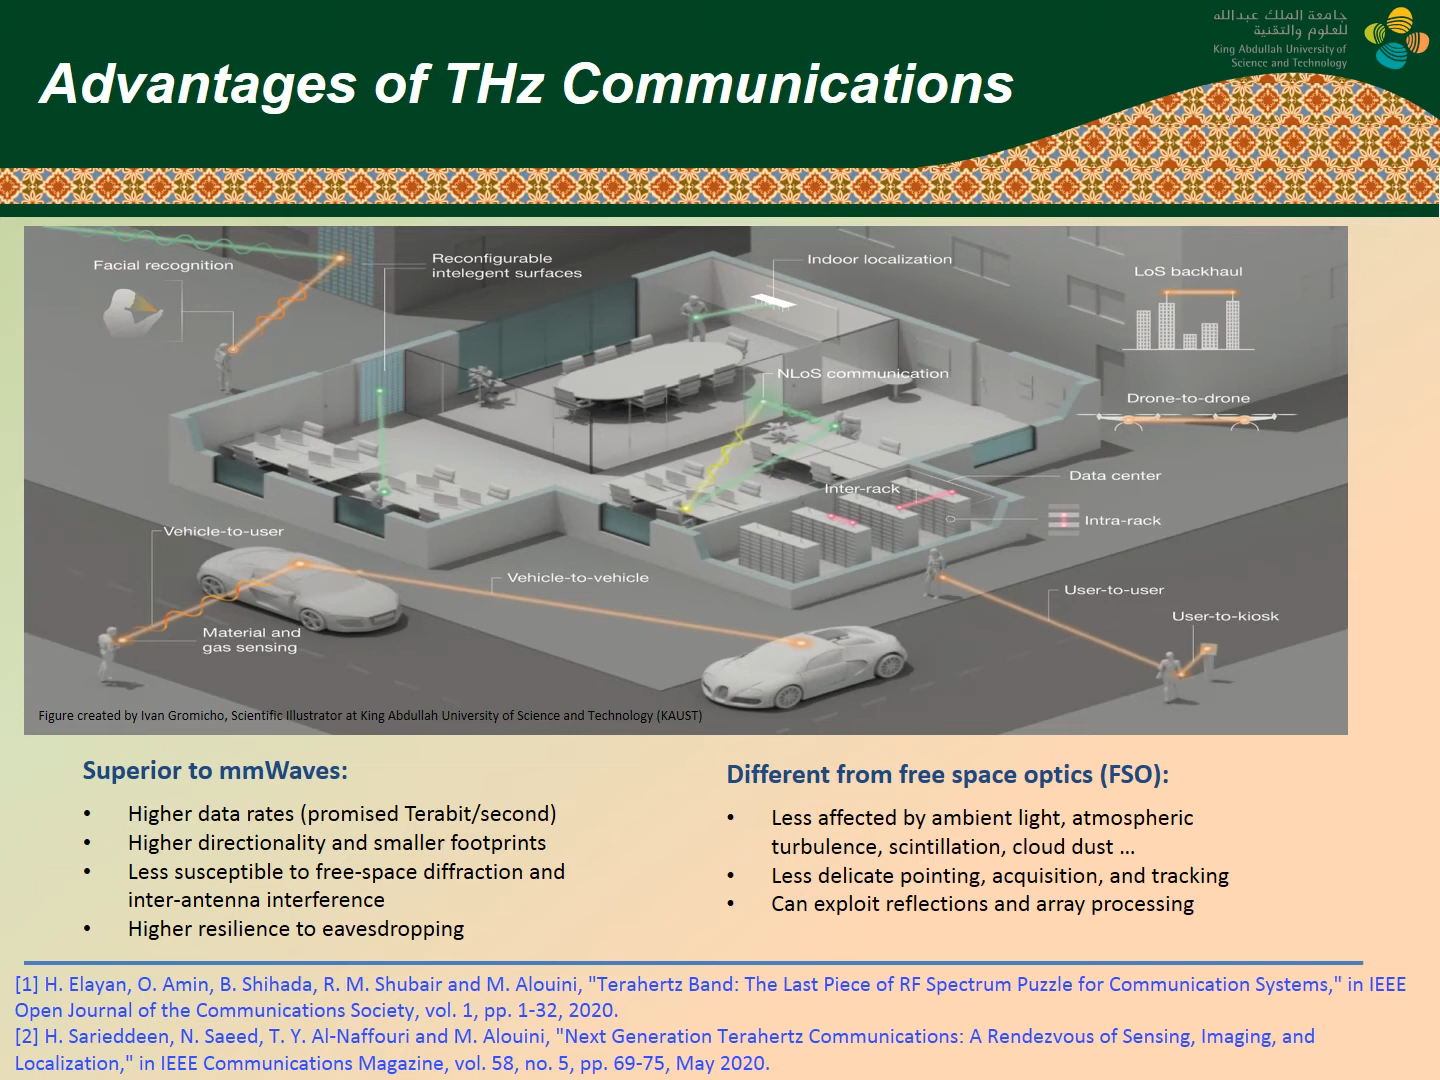 جامعة الملك عبدالله
للعلوم والتقنية
King Abdullah University of
Science and Technology
Advantages of THz Communications
Facial recognition
Reconfigurable
intelegent surfaces
Indoor localization
LoS backhaul
NLoS communication
Drone-to-drone
Data center
Inter-rack
Intra-rack
Vehicle-to-user
Vehicle-to-vehicle
User-to-user
User-to-kiosk
Material and
gas sensing
Figure created by Ivan Gromicho, Scientific Illustrator at King Abdullah University of Science and Technology (KAUST)
Superior to mmWaves:
• Higher data rates (promised Terabit/second)
• Higher directionality and smaller footprints
• Less susceptible to free-space diffraction and
inter-antenna interference
• Higher resilience to eavesdropping
Different from free space optics (FSO):
• Less affected by ambient light, atmospheric
turbulence, scintillation, cloud dust ...
• Less delicate pointing, acquisition, and tracking
• Can exploit reflections and array processing
[1] H. Elayan, O. Amin, B. Shihada, R. M. Shubair and M. Alouini, "Terahertz Band: The Last Piece of RF Spectrum Puzzle for Communication Systems," in IEEE
Open Journal of the Communications Society, vol. 1, pp. 1-32, 2020.
[2] H. Sarieddeen, N. Saeed, T. Y. Al-Naffouri and M. Alouini, "Next Generation Terahertz Communications: A Rendezvous of Sensing, Imaging, and
Localization," in IEEE Communications Magazine, vol. 58, no. 5, pp. 69-75, May 2020.